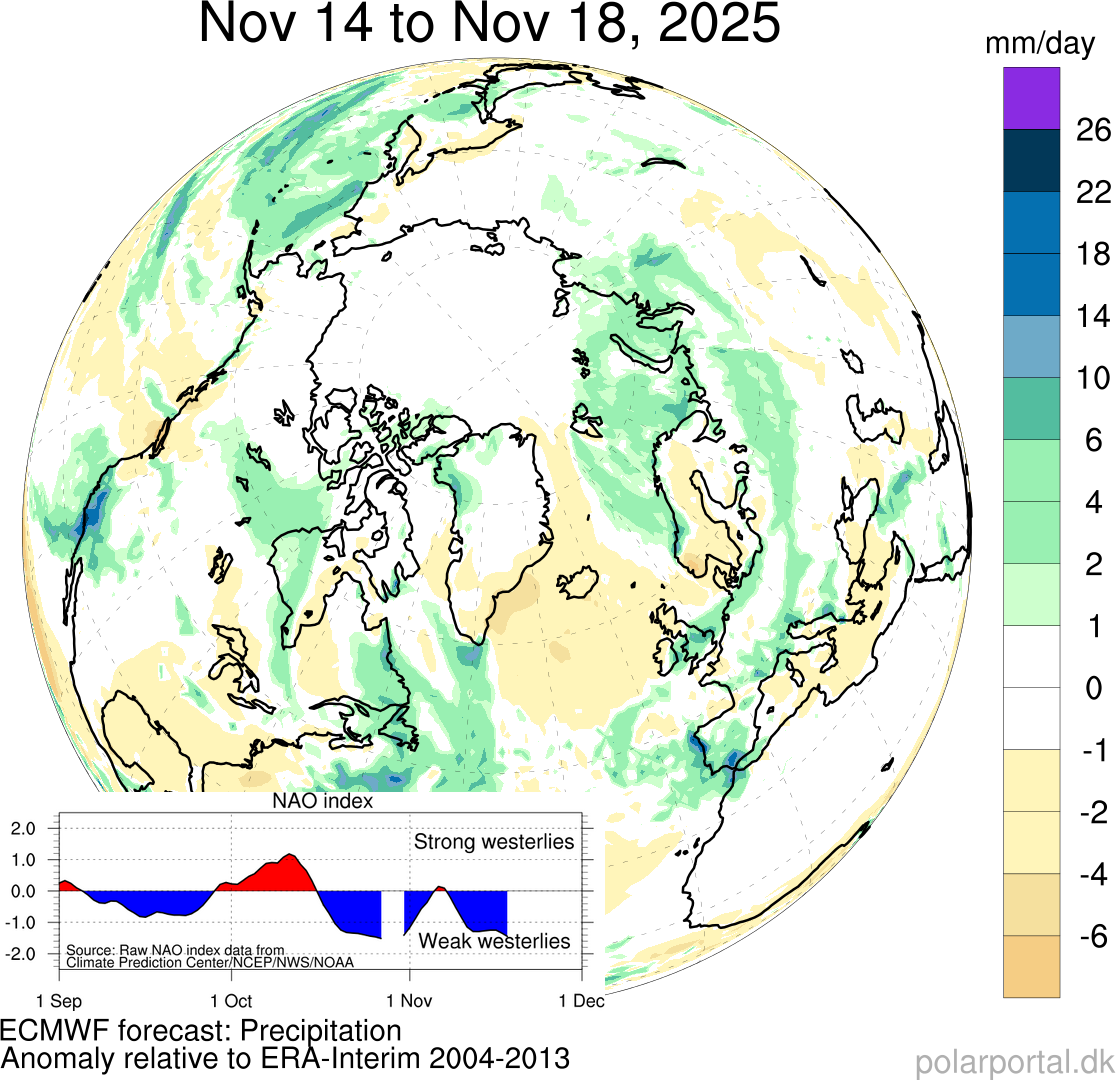 Nov 14 to Nov 18, 2025
mm/day
26
22
18
14
10
6
4
2
1
0
-1
-2
-4
-6
NAO index
2.0
1.0
0.0
-1.0
-2.0
Strong westerlies
Weak westerlies
Source: Raw NAO index data from
Climate Prediction Center/NCEP/NWS/NOAA
1 Sep 1 Oct 1 Nov 1 Dec
ECMWF forecast: Precipitation
Anomaly relative to ERA-Interim 2004-2013
polarportal.dk